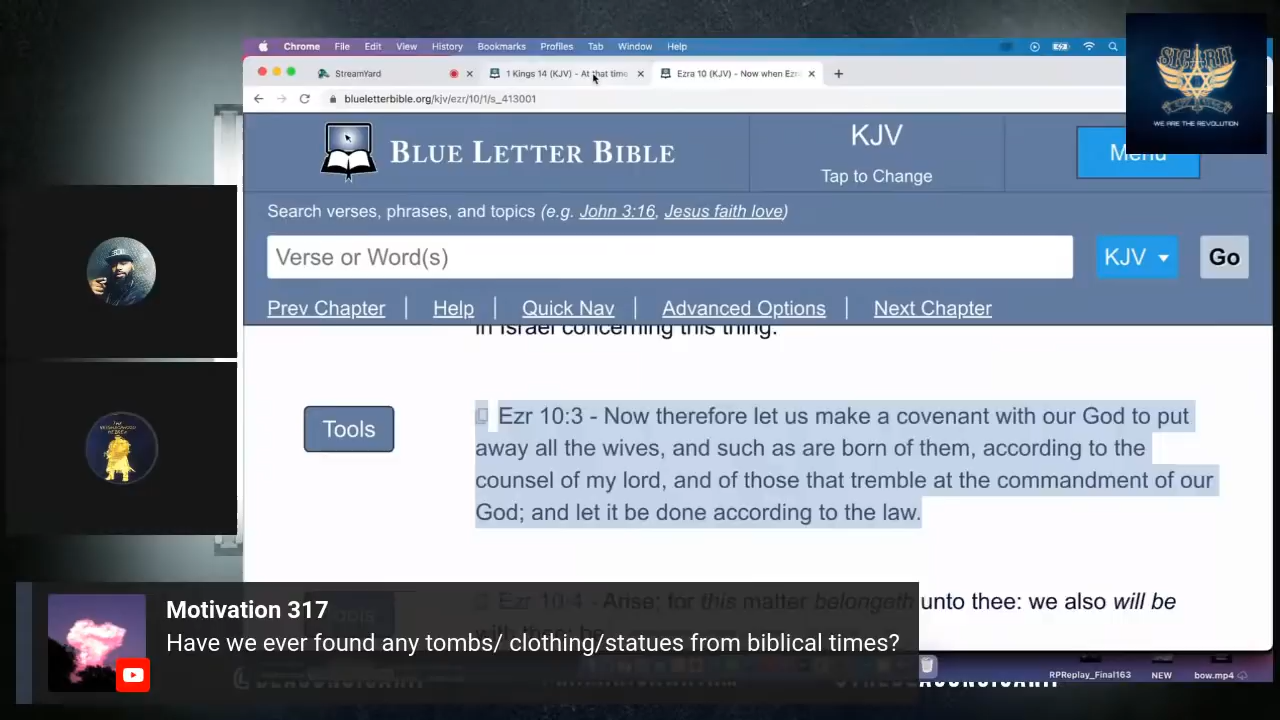 Chrome File Edit View History Bookmarks Profiles Tab Window Help
StreamYard
1 Kings 14 (KJV) - At that time
Ezra 10 (KJV) - Now when Ezr
blueletterbible.org/kjv/ezr/10/1/s_413001
SICARII
WE ARE THE REVOLUTION
BLUE LETTER BIBLE
KJV
Tap to Change
Menu
Search verses, phrases, and topics (e.g. John 3:16, Jesus faith love)
Verse or Word(s)
KJV
Go
Prev Chapter | Help | Quick Nav | Advanced Options | Next Chapter
in Israel concerning this thing.
Tools
Ezr 10:3 - Now therefore let us make a covenant with our God to put
away all the wives, and such as are born of them, according to the
counsel of my lord, and of those that tremble at the commandment of our
God; and let it be done according to the law.
THE
NEIGHBORHOOD
HEBREW
Ezr 10:4 - Arise; for this matter belongeth unto thee: we also will be
with thee: be
Motivation 317
Have we ever found any tombs/ clothing/statues from biblical times?
RPReplay_Final163
NEW
bow.mp4